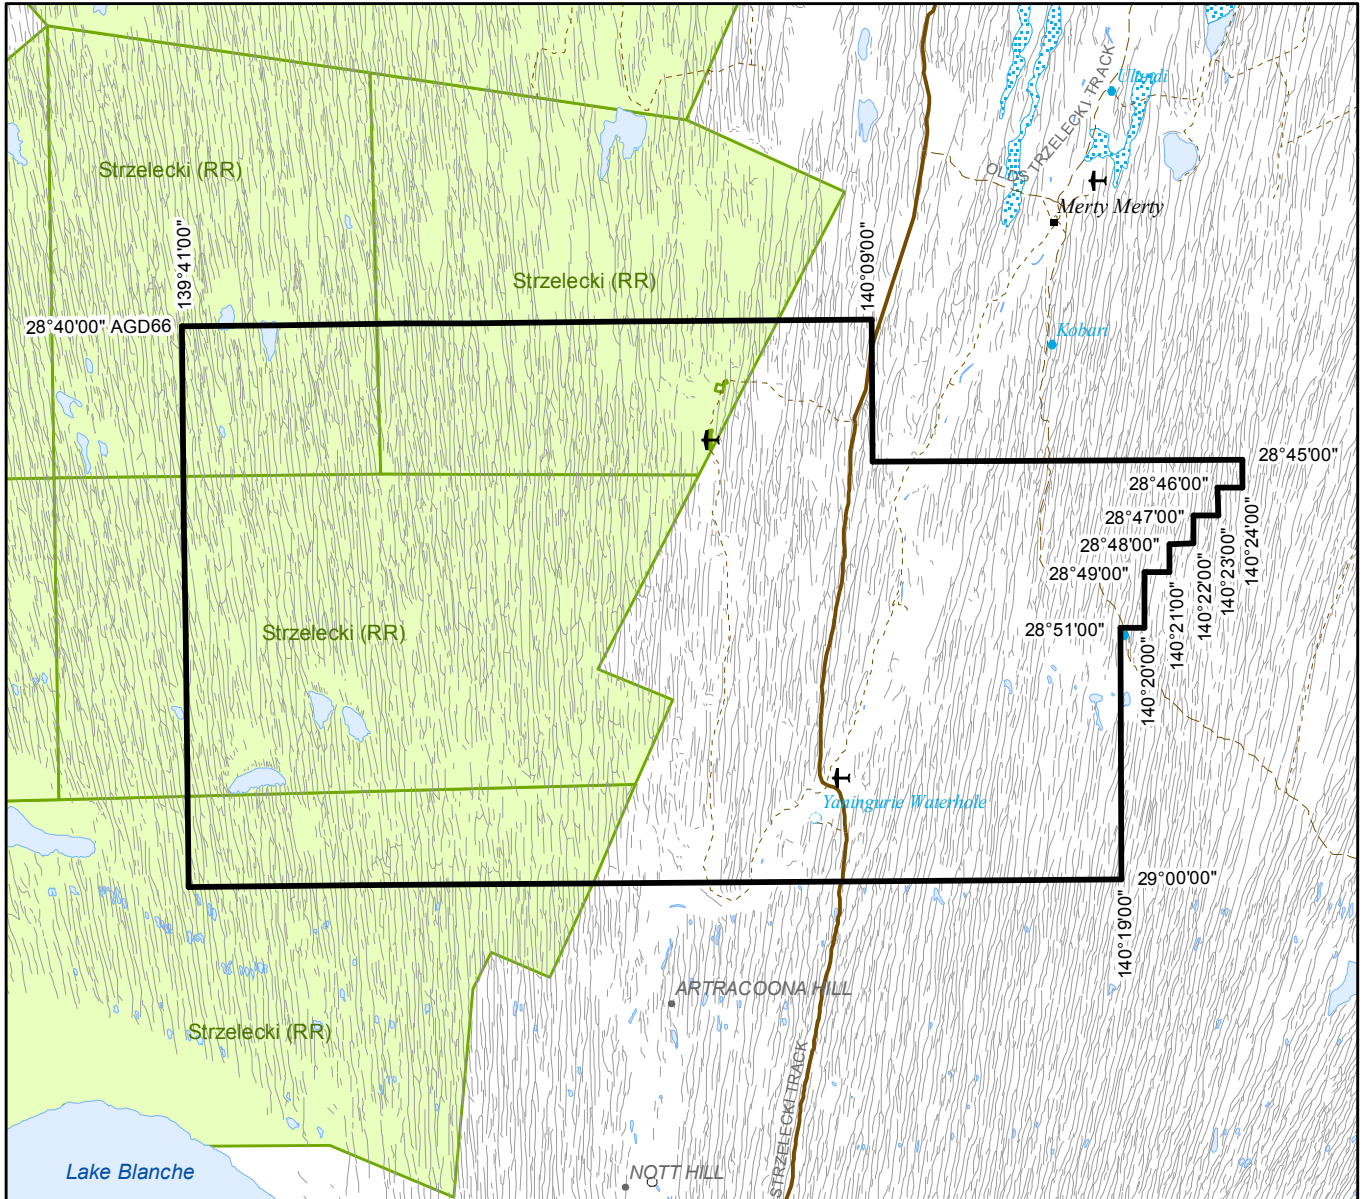 OLD STRZELECKI TRACK
Ulundi
Strzelecki (RR)
Merty Merty
139°41'00"
140°09'00"
Strzelecki (RR)
28°40'00" AGD66
Kobari
28°45'00"
28°46'00"
28°47'00"
28°48'00"
28°49'00"
140°24'00"
140°23'00"
140°22'00"
140°21'00"
140°20'00"
28°51'00"
Strzelecki (RR)
Yaningurie Waterhole
29°00'00"
140°19'00"
ARTRACOONA HILL
Strzelecki (RR)
STRZELECKI TRACK
Lake Blanche
NOTT HILL